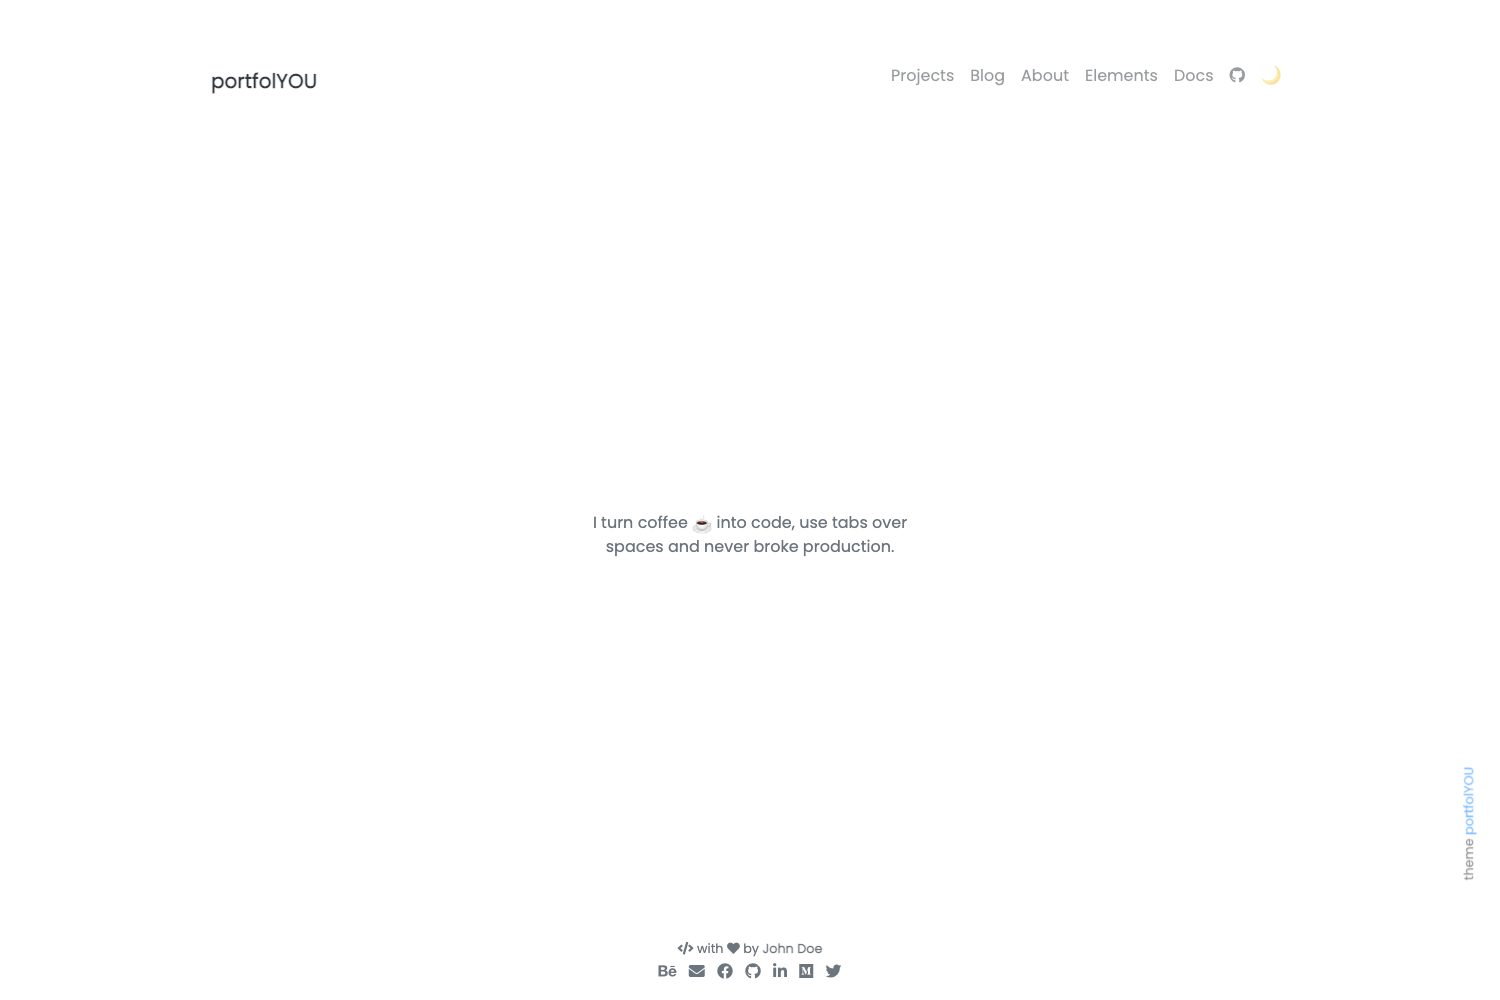 portfolYOU
Projects Blog About Elements Docs 🌙
I turn coffee ☕ into code, use tabs over
spaces and never broke production.
theme portfolYOU
</> with ❤ by John Doe
Bē